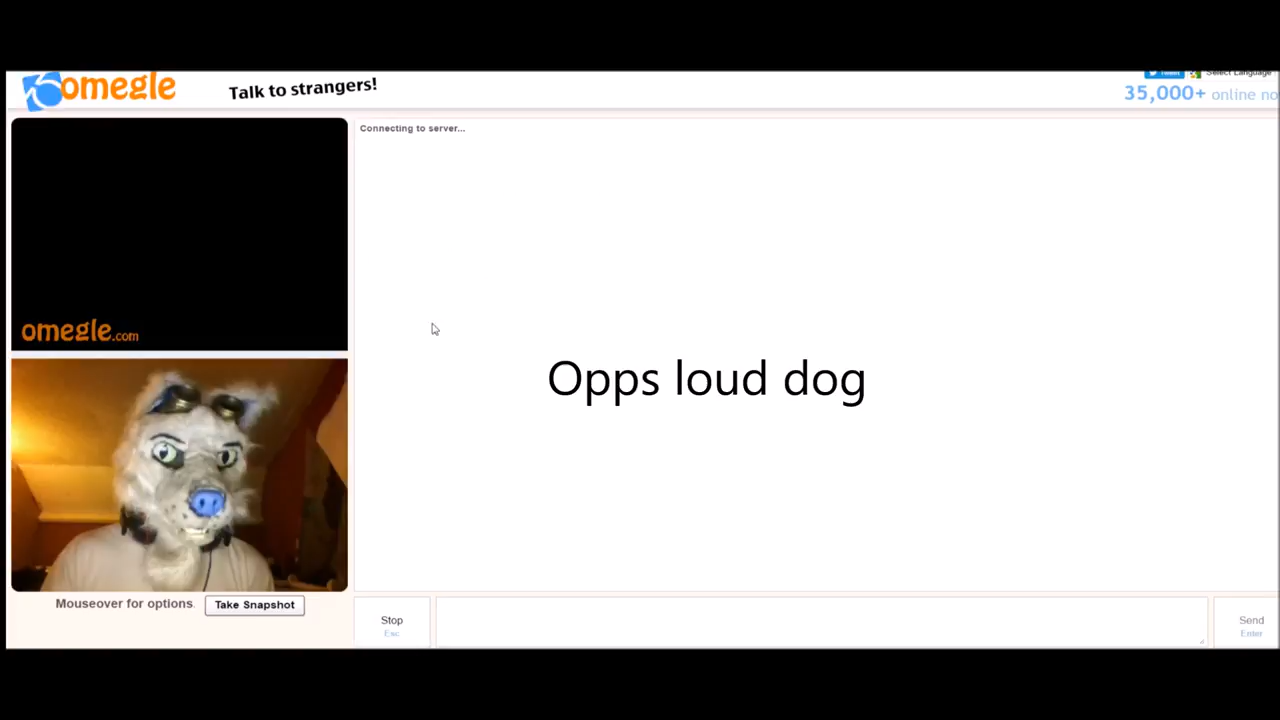 omegle
Talk to strangers!
Tweet
Select Language
35,000+ online no
Connecting to server...
omegle.com
Opps loud dog
Mouseover for options.
Take Snapshot
Stop
Esc
Send
Enter